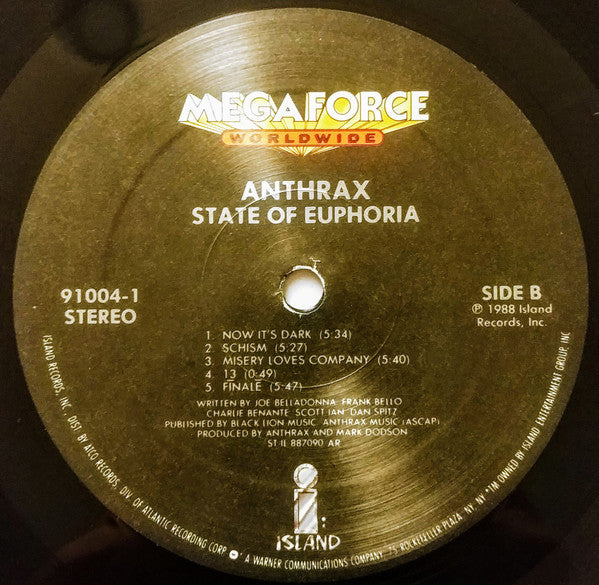 MEGAFORCE
WORLDWIDE
ANTHRAX
STATE OF EUPHORIA
91004-1
STEREO
SIDE B
℗ 1988 Island
Records, Inc.
1. NOW IT'S DARK (5:34)
2. SCHISM (5:27)
3. MISERY LOVES COMPANY (5:40)
4. 13 (0:49)
5. FINALE (5:47)
WRITTEN BY JOE BELLADONNA, FRANK BELLO
CHARLIE BENANTE, SCOTT IAN, DAN SPITZ
PUBLISHED BY BLACK LION MUSIC, ANTHRAX MUSIC (ASCAP)
PRODUCED BY ANTHRAX AND MARK DODSON
ST IL 887090 AR
i
ISLAND
ISLAND RECORDS, INC. DIST. BY ATCO RECORDS, DIV. OF ATLANTIC RECORDING CORP. A WARNER COMMUNICATIONS COMPANY, 75 ROCKEFELLER PLAZA, NY, NY *TM OWNED BY ISLAND ENTERTAINMENT GROUP, INC